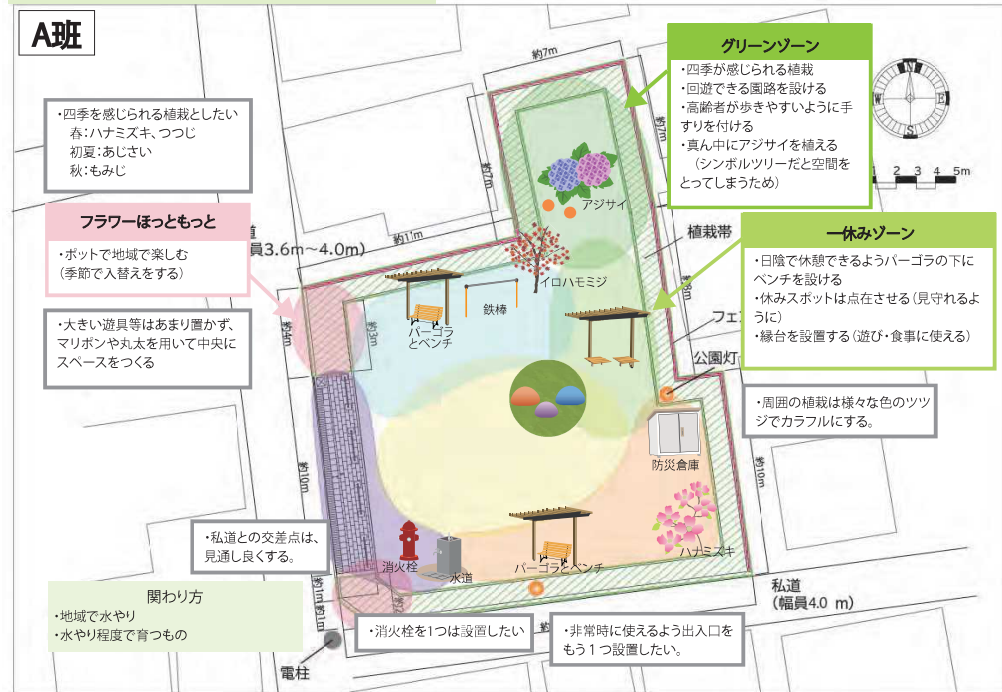 A班
・四季を感じられる植栽としたい
春：ハナミズキ、つつじ
初夏：あじさい
秋：もみじ
フラワーほっともっと
・ポットで地域で楽しむ
（季節で入替えをする）
・大きい遊具等はあまり置かず、
マリボンや丸太を用いて中央に
スペースをつくる
グリーンゾーン
・四季が感じられる植栽
・回遊できる園路を設ける
・高齢者が歩きやすいように手
すりを付ける
・真ん中にアジサイを植える
（シンボルツリーだと空間を
とってしまうため）
N
W
E
S
1 2 3 4 5m
一休みゾーン
・日陰で休憩できるようパーゴラの下に
ベンチを設ける
・休みスポットは点在させる（見守れるよ
うに）
・縁台を設置する（遊び・食事に使える）
・周囲の植栽は様々な色のツツ
ジでカラフルにする。
約7m
約7m
約7m
約11m
約8m
約4m
約10m
約10m
約1m
約1m
道
員3.6m～4.0m）
アジサイ
植栽帯
イロハモミジ
鉄棒
パーゴラ
とベンチ
フェ
公園灯
防災倉庫
ハナミズキ
パーゴラとベンチ
消火栓
水道
・私道との交差点は、
見通し良くする。
関わり方
・地域で水やり
・水やり程度で育つもの
電柱
・消火栓を1つは設置したい
・非常時に使えるよう出入口を
もう１つ設置したい。
私道
（幅員4.0 m）